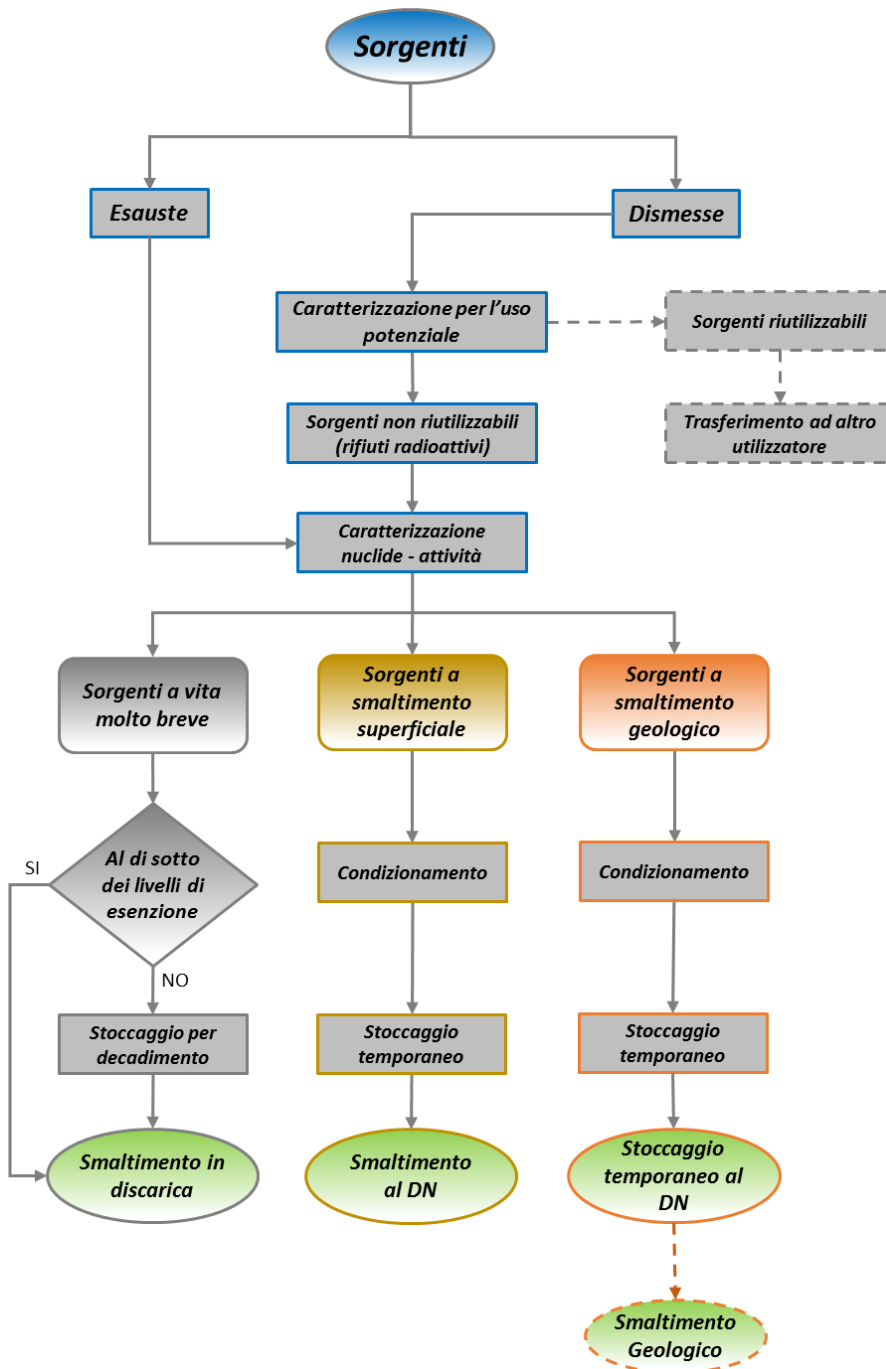 Sorgenti
Esauste
Dismesse
Caratterizzazione per l'uso
potenziale
Sorgenti riutilizzabili
Sorgenti non riutilizzabili
(rifiuti radioattivi)
Trasferimento ad altro
utilizzatore
Caratterizzazione
nuclide - attività
Sorgenti a vita
molto breve
Sorgenti a
smaltimento
superficiale
Sorgenti a
smaltimento
geologico
Al di sotto
dei livelli di
esenzione
SI
NO
Condizionamento
Condizionamento
Stoccaggio per
decadimento
Stoccaggio
temporaneo
Stoccaggio
temporaneo
Smaltimento in
discarica
Smaltimento
al DN
Stoccaggio
temporaneo al
DN
Smaltimento
Geologico